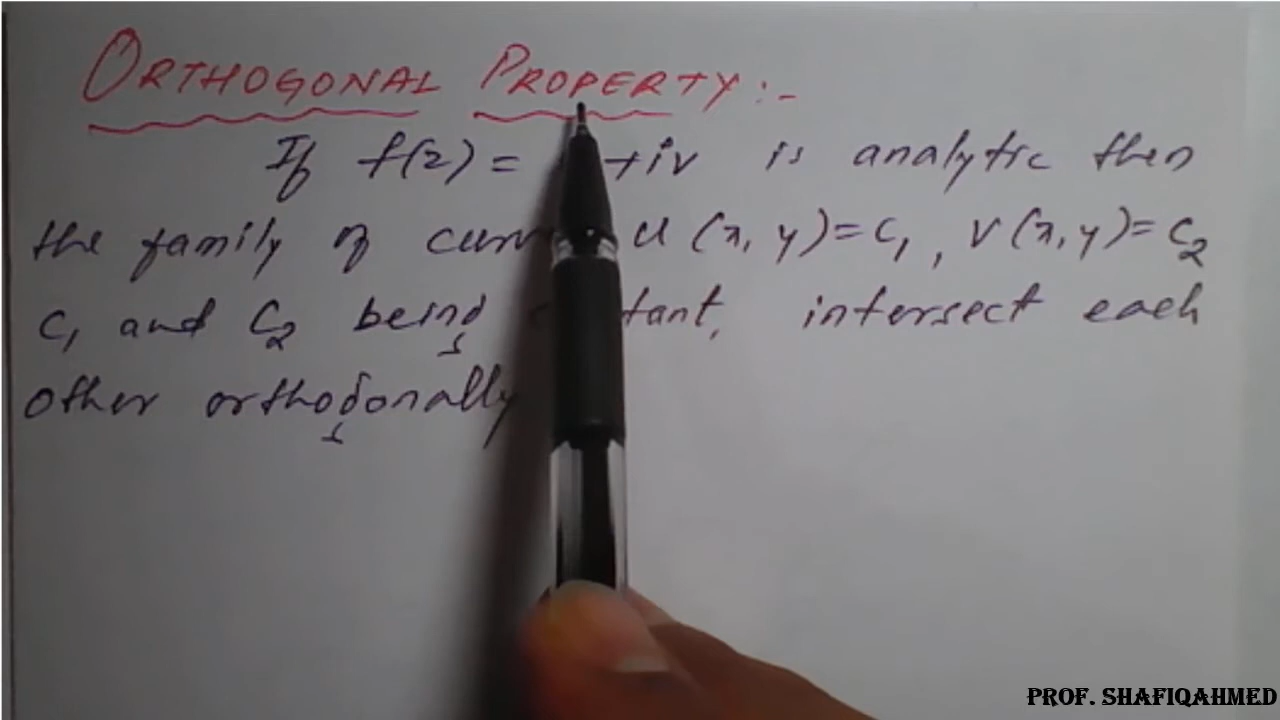 ORTHOGONAL PROPERTY:-
If f(z) = +iv is analytic then
the family of u (x, y) = c₁, v (x, y) = c₂
c₁ and c₂ being intersect each
other orthogonally
PROF. SHAFIQAHMED